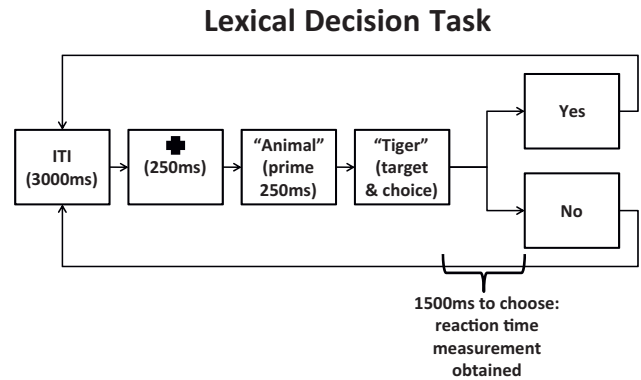 Lexical Decision Task
ITI
(3000ms)
(250ms)
“Animal”
(prime
250ms)
“Tiger”
(target
& choice)
Yes
No
1500ms to choose:
reaction time
measurement
obtained